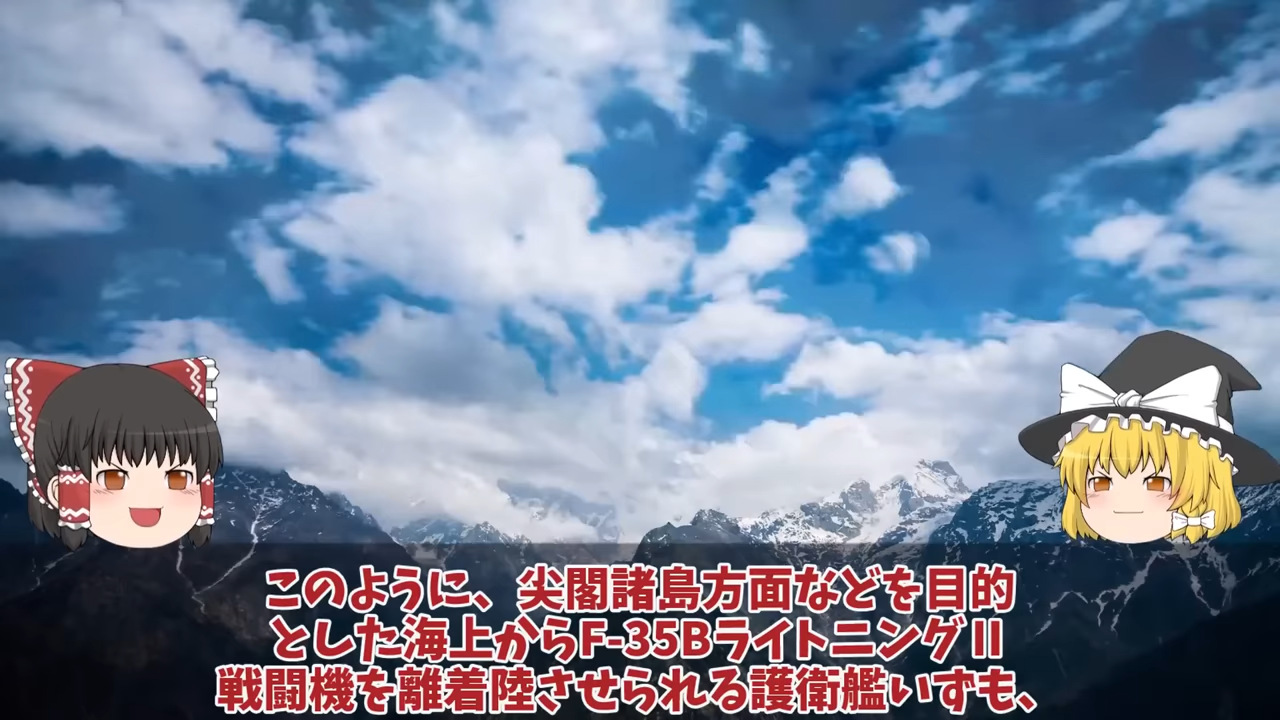 このように、尖閣諸島方面などを目的
とした海上からF-35BライトニングⅡ
戦闘機を離着陸させられる護衛艦いずも、